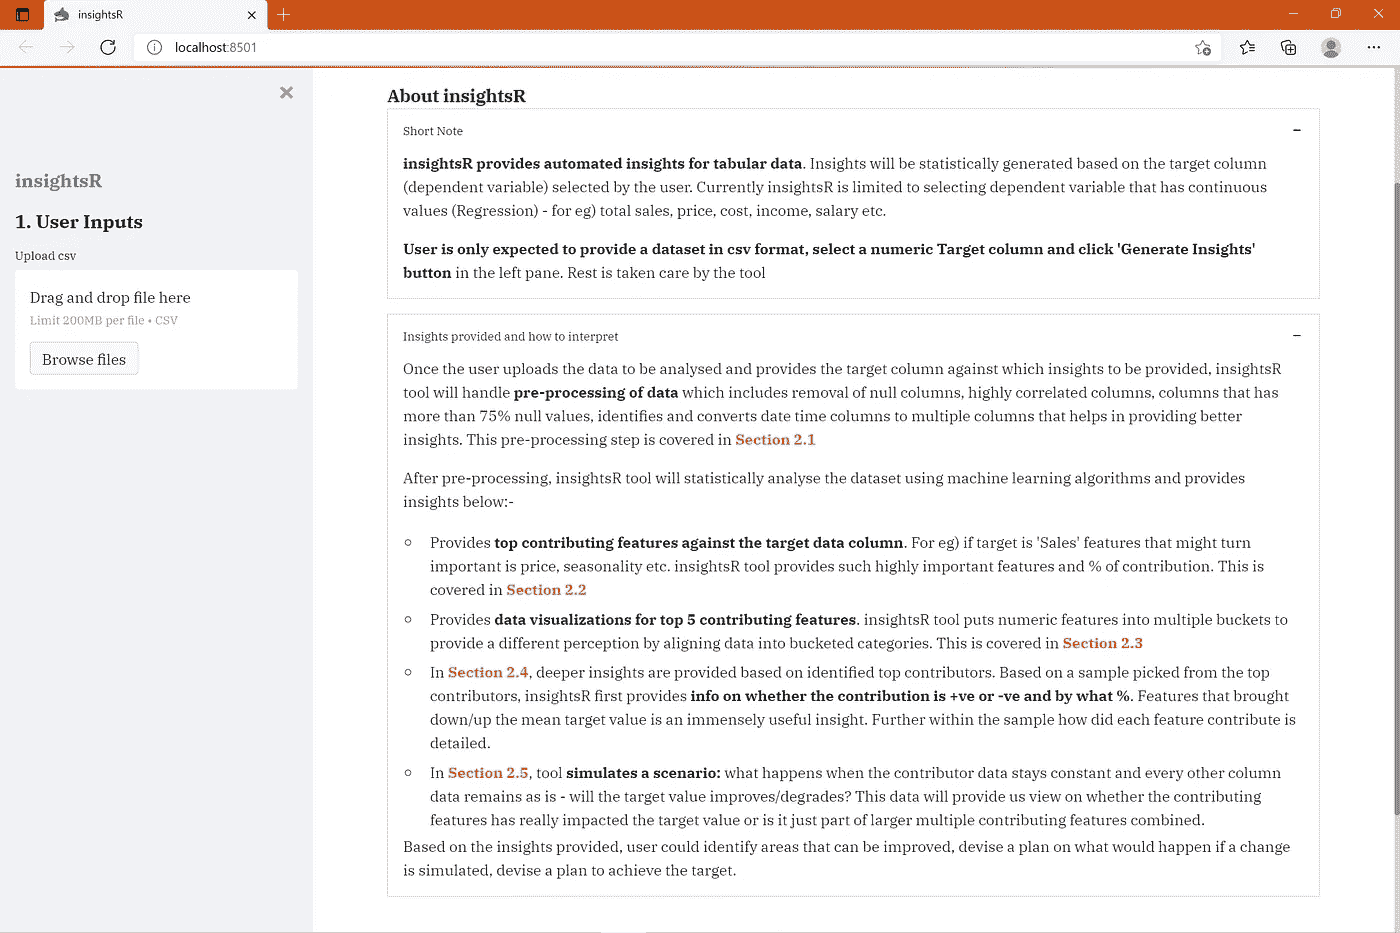 insightsR
localhost:8501
insightsR
1. User Inputs
Upload csv
Drag and drop file here
Limit 200MB per file • CSV
Browse files
About insightsR
Short Note
insightsR provides automated insights for tabular data. Insights will be statistically generated based on the target column
(dependent variable) selected by the user. Currently insightsR is limited to selecting dependent variable that has continuous
values (Regression) - for eg) total sales, price, cost, income, salary etc.
User is only expected to provide a dataset in csv format, select a numeric Target column and click 'Generate Insights'
button in the left pane. Rest is taken care by the tool
Insights provided and how to interpret
Once the user uploads the data to be analysed and provides the target column against which insights to be provided, insightsR
tool will handle pre-processing of data which includes removal of null columns, highly correlated columns, columns that has
more than 75% null values, identifies and converts date time columns to multiple columns that helps in providing better
insights. This pre-processing step is covered in Section 2.1
After pre-processing, insightsR tool will statistically analyse the dataset using machine learning algorithms and provides
insights below:-
Provides top contributing features against the target data column. For eg) if target is 'Sales' features that might turn
important is price, seasonality etc. insightsR tool provides such highly important features and % of contribution. This is
covered in Section 2.2
Provides data visualizations for top 5 contributing features. insightsR tool puts numeric features into multiple buckets to
provide a different perception by aligning data into bucketed categories. This is covered in Section 2.3
In Section 2.4, deeper insights are provided based on identified top contributors. Based on a sample picked from the top
contributors, insightsR first provides info on whether the contribution is +ve or -ve and by what %. Features that brought
down/up the mean target value is an immensely useful insight. Further within the sample how did each feature contribute is
detailed.
In Section 2.5, tool simulates a scenario: what happens when the contributor data stays constant and every other column
data remains as is - will the target value improves/degrades? This data will provide us view on whether the contributing
features has really impacted the target value or is it just part of larger multiple contributing features combined.
Based on the insights provided, user could identify areas that can be improved, devise a plan on what would happen if a change
is simulated, devise a plan to achieve the target.